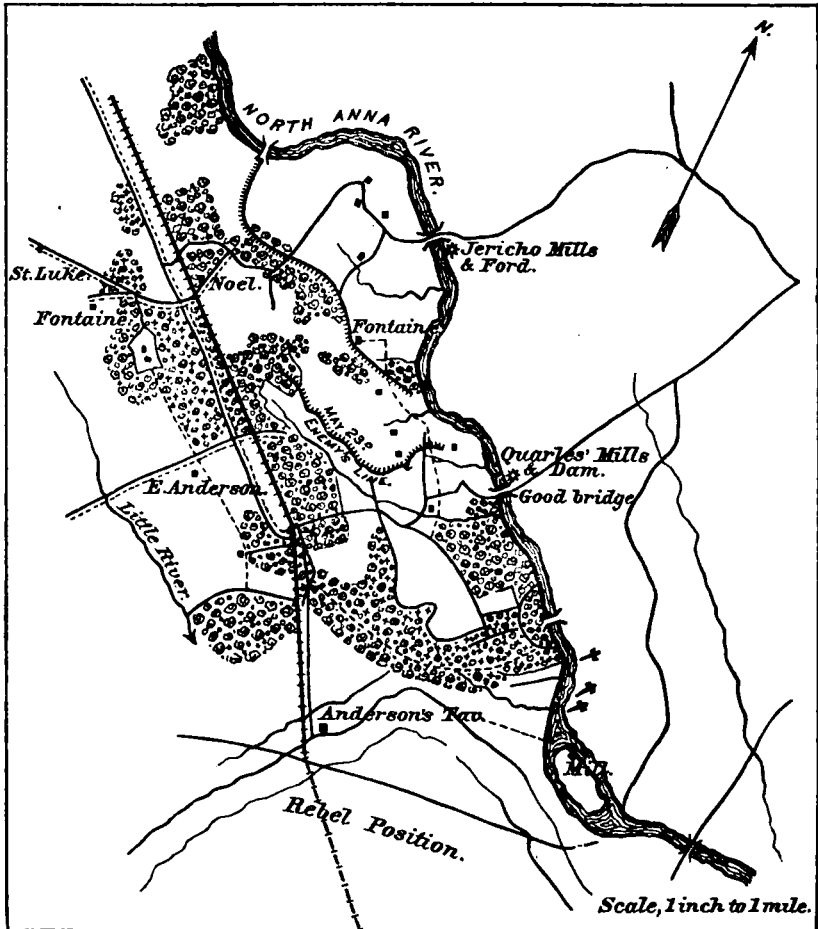 N.
NORTH ANNA RIVER.
Jericho Mills
& Ford.
St. Luke
Noel.
Fontaine
Fontaine
MAY 23D
ENEMY'S LINE.
Quarles' Mills
& Dam.
Good bridge
E. Anderson.
Little River.
Anderson's Tav.
Mill.
Rebel Position.
Scale, 1 inch to 1 mile.